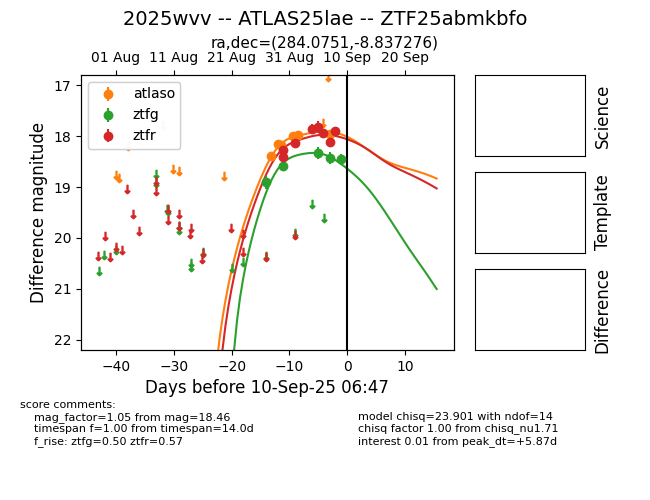 2025wvv -- ATLAS25lae -- ZTF25abmkbfo
ra,dec=(284.0751,-8.837276)
01 Aug 11 Aug 21 Aug 31 Aug 10 Sep 20 Sep
atlaso
ztfg
ztfr
17
18
19
20
21
22
Difference magnitude
−40 −30 −20 −10 0 10
Days before 10-Sep-25 06:47
Science
Template
Difference
score comments:
mag_factor=1.05 from mag=18.46
timespan f=1.00 from timespan=14.0d
f_rise: ztfg=0.50 ztfr=0.57
model chisq=23.901 with ndof=14
chisq factor 1.00 from chisq_nu1.71
interest 0.01 from peak_dt=+5.87d